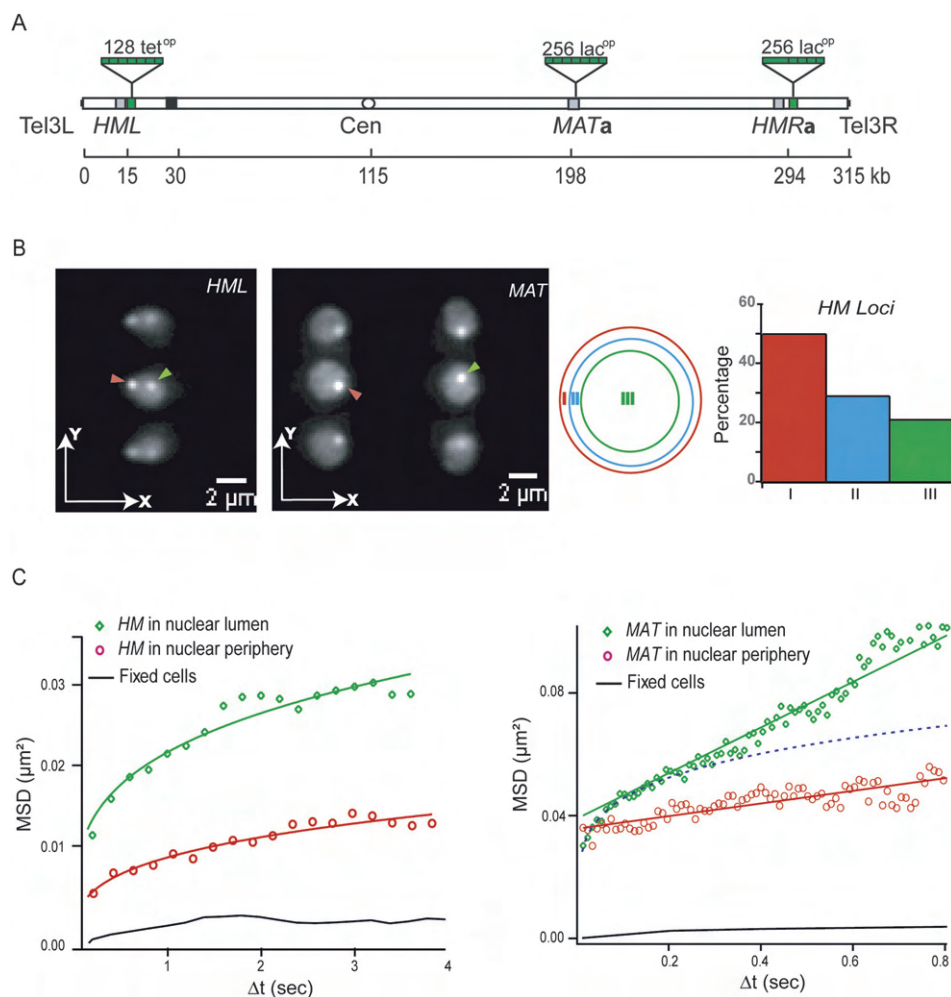 A
128 tet^op
256 lac^op
256 lac^op
Tel3L HML Cen MATa HMRa Tel3R
0 15 30 115 198 294 315 kb
B
HML
Y
X
2 μm
MAT
Y
X
2 μm
I II III
HM Loci
Percentage
60
40
20
0
I II III
C
HM in nuclear lumen
HM in nuclear periphery
Fixed cells
MSD (μm²)
0.03
0.02
0.01
0.00
1 2 3 4
Δt (sec)
MAT in nuclear lumen
MAT in nuclear periphery
Fixed cells
MSD (μm²)
0.08
0.04
0.00
0.2 0.4 0.6 0.8
Δt (sec)